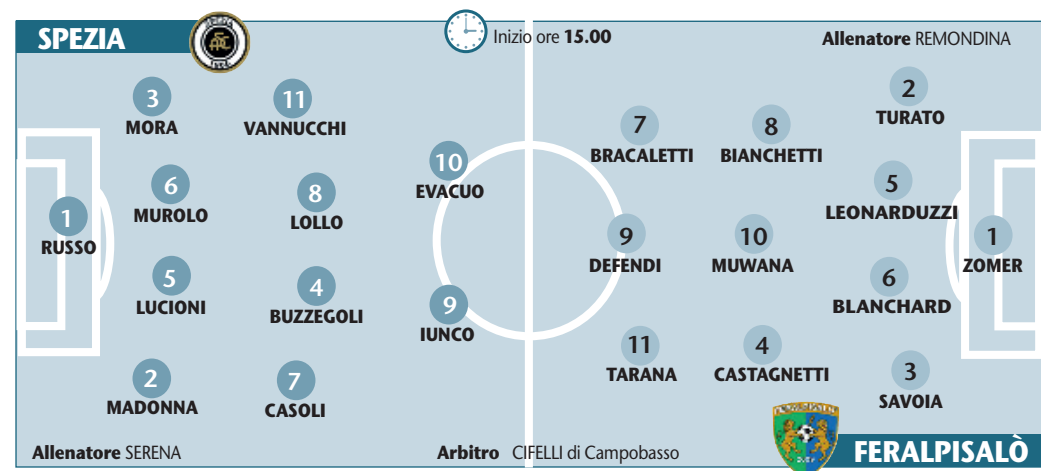 SPEZIA
Inizio ore 15.00
Allenatore REMONDINA
1
RUSSO
3
MORA
6
MUROLO
5
LUCIONI
2
MADONNA
11
VANNUCCHI
8
LOLLO
4
BUZZEGOLI
7
CASOLI
10
EVACUO
9
IUNCO
7
BRACALETTI
9
DEFENDI
11
TARANA
8
BIANCHETTI
10
MUWANA
4
CASTAGNETTI
2
TURATO
5
LEONARDUZZI
6
BLANCHARD
3
SAVOIA
1
ZOMER
Allenatore SERENA
Arbitro CIFELLI di Campobasso
FERALPISALÒ